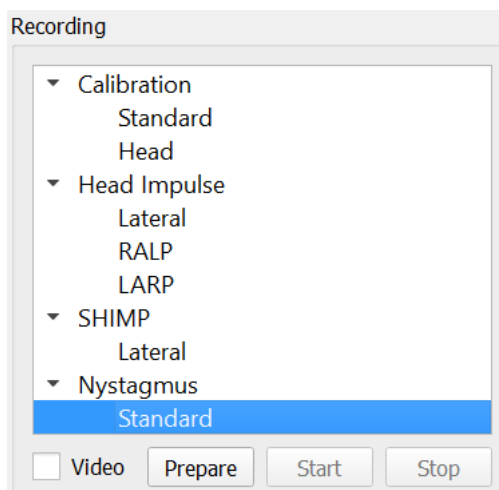 Recording
Calibration
Standard
Head
Head Impulse
Lateral
RALP
LARP
SHIMP
Lateral
Nystagmus
Standard
Video Prepare Start Stop